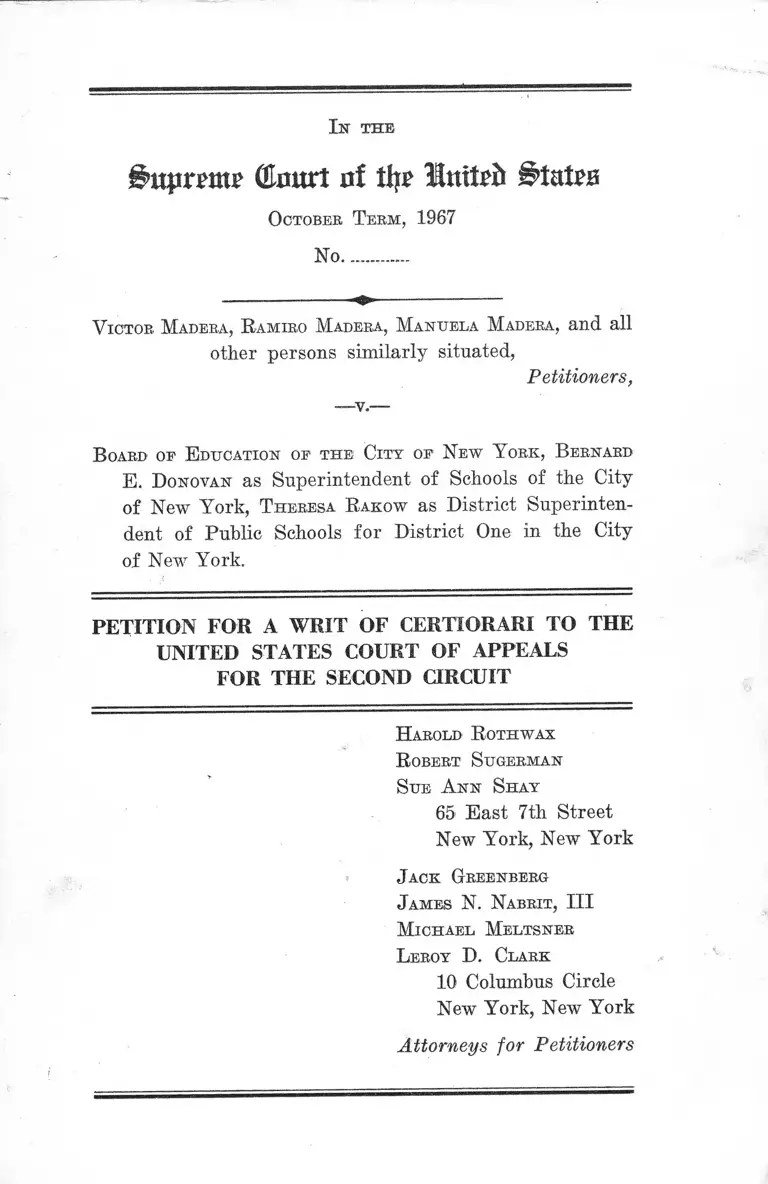 IN THE
Supreme Court of the United States
OCTOBER TERM, 1967
No. ............
VICTOR MADERA, RAMIRO MADERA, MANUELA MADERA, and all
other persons similarly situated,
Petitioners,
—v.—
BOARD OF EDUCATION OF THE CITY OF NEW YORK, BERNARD
E. DONOVAN as Superintendent of Schools of the City
of New York, THERESA RAKOW as District Superinten-
dent of Public Schools for District One in the City
of New York.
PETITION FOR A WRIT OF CERTIORARI TO THE
UNITED STATES COURT OF APPEALS
FOR THE SECOND CIRCUIT
HAROLD ROTHWAX
ROBERT SUGERMAN
SUE ANN SHAY
65 East 7th Street
New York, New York
JACK GREENBERG
JAMES N. NABRIT, III
MICHAEL MELTSNER
LEROY D. CLARK
10 Columbus Circle
New York, New York
Attorneys for Petitioners